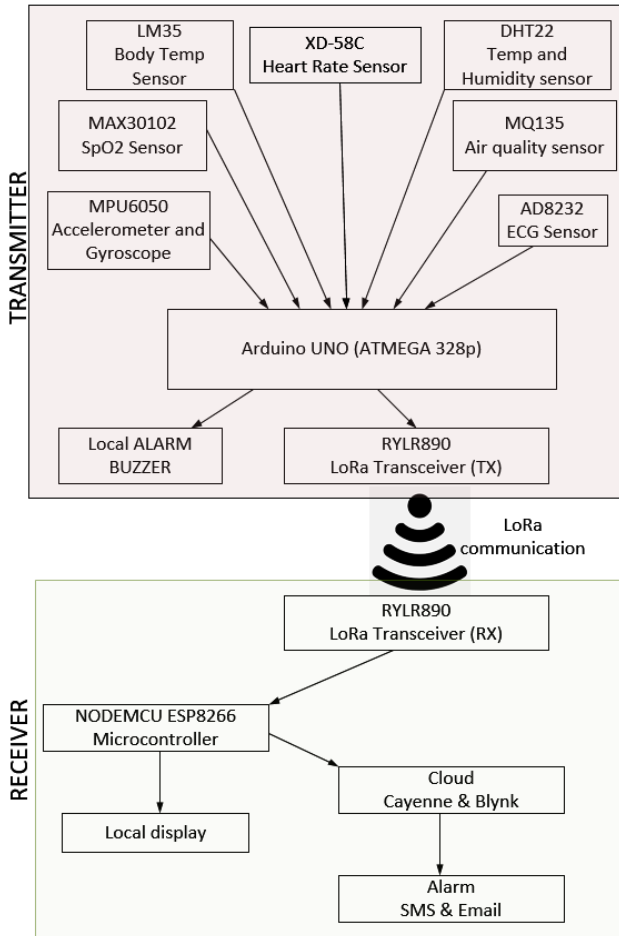 TRANSMITTER
LM35
Body Temp
Sensor
XD-58C
Heart Rate Sensor
DHT22
Temp and
Humidity sensor
MAX30102
SpO2 Sensor
MQ135
Air quality sensor
MPU6050
Accelerometer and
Gyroscope
AD8232
ECG Sensor
Arduino UNO (ATMEGA 328p)
Local ALARM
BUZZER
RYLR890
LoRa Transceiver (TX)
LoRa
communication
RECEIVER
RYLR890
LoRa Transceiver (RX)
NODEMCU ESP8266
Microcontroller
Cloud
Cayenne & Blynk
Local display
Alarm
SMS & Email